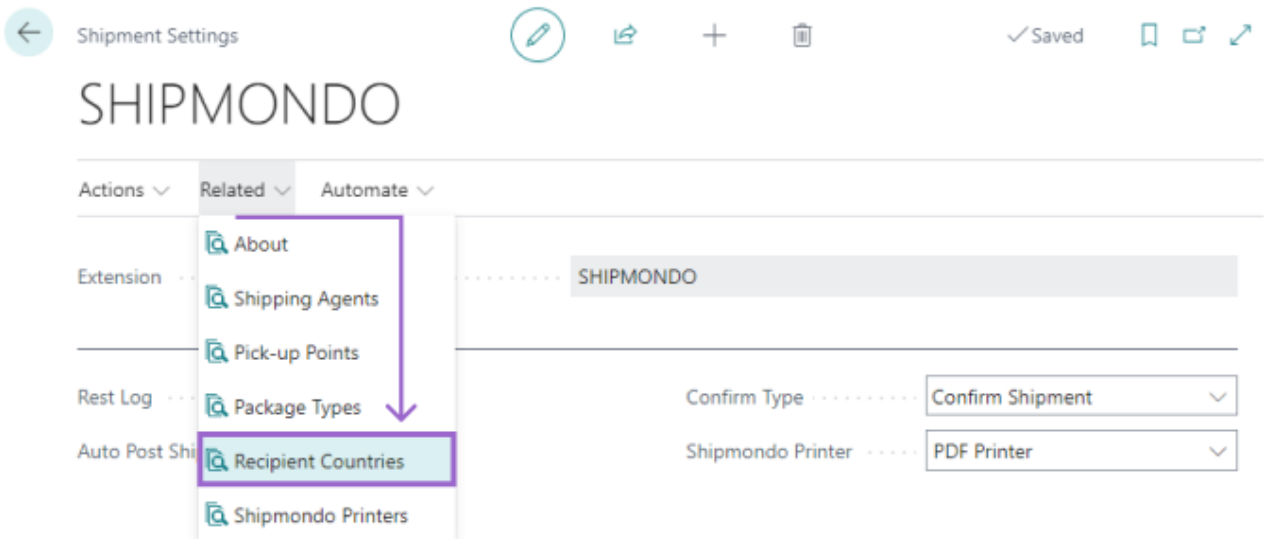 Shipment Settings
Saved
SHIPMONDO
Actions
Related
Automate
About
Extension
SHIPMONDO
Shipping Agents
Pick-up Points
Rest Log
Package Types
Confirm Type
Confirm Shipment
Auto Post Shi
Recipient Countries
Shipmondo Printer
PDF Printer
Shipmondo Printers